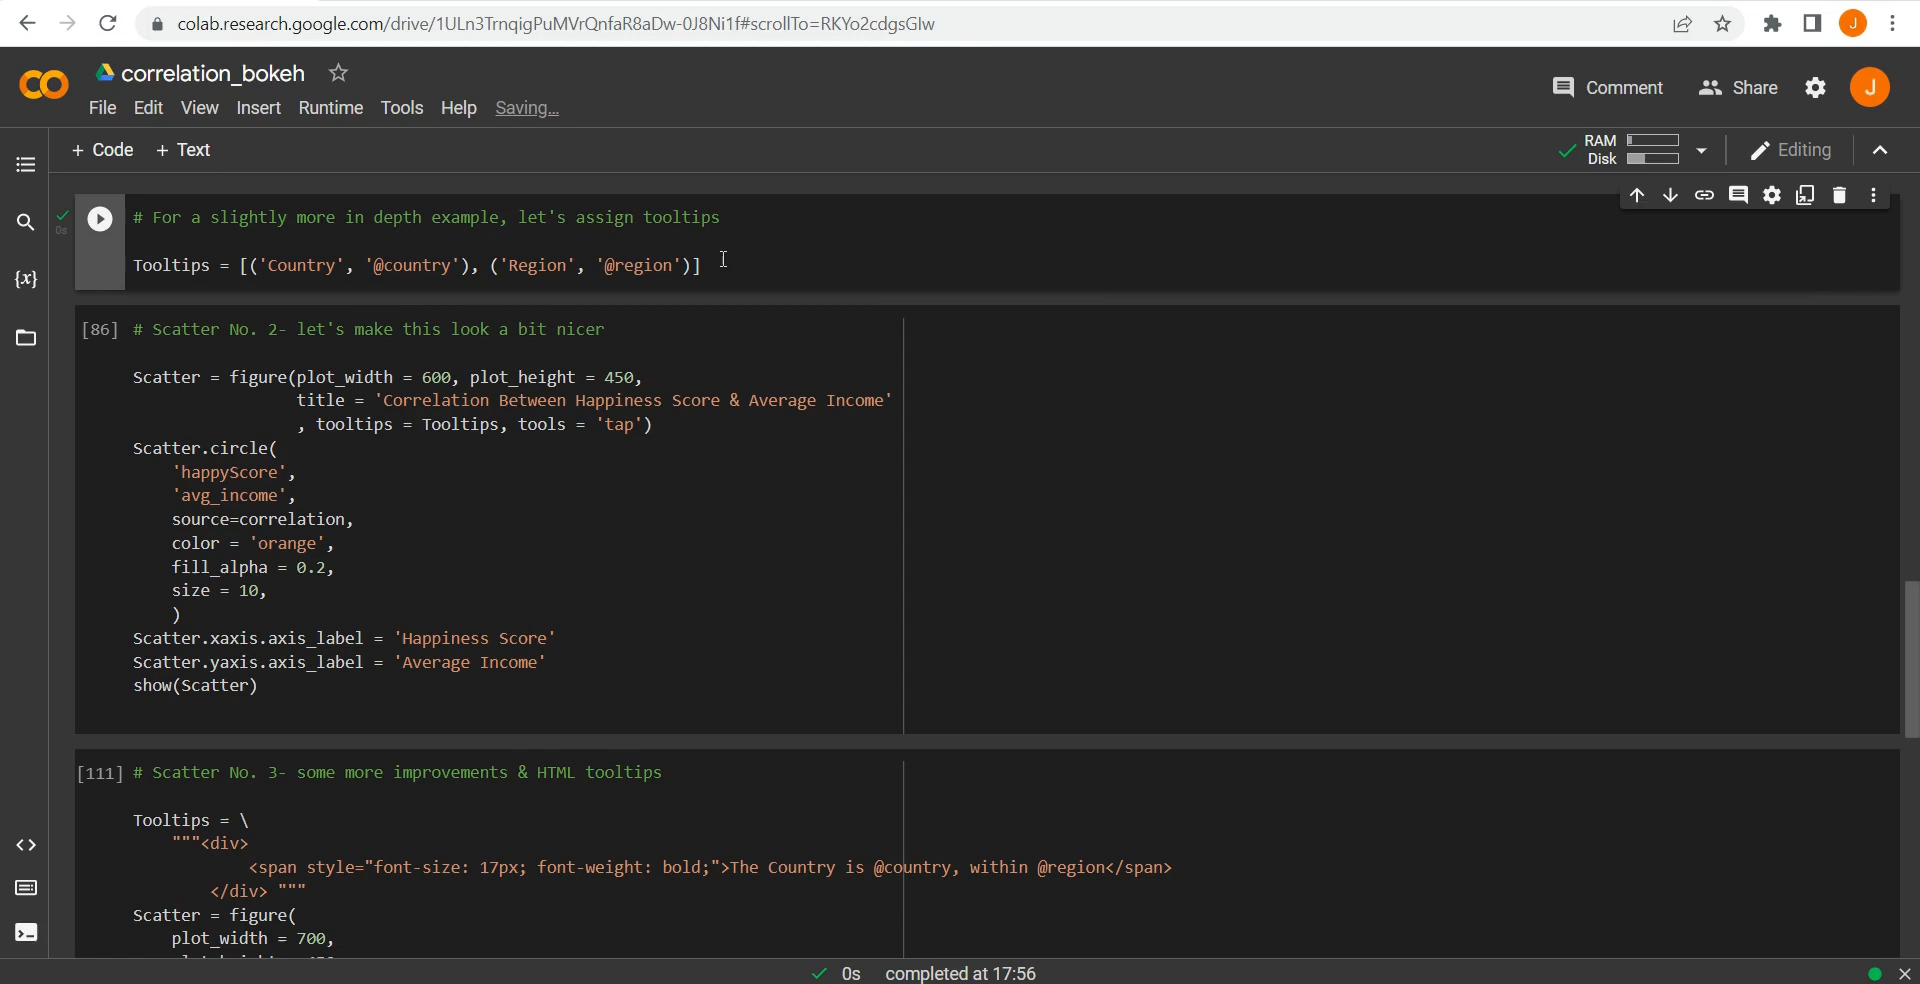 colab.research.google.com/drive/1ULn3TrnqigPuMVrQnfaR8aDw-0J8Ni1f#scrollTo=RKYo2cdgsGlw
J
correlation_bokeh
File Edit View Insert Runtime Tools Help Saving...
Comment Share J
+ Code + Text
RAM
Disk
Editing
0s
# For a slightly more in depth example, let's assign tooltips
{x}
Tooltips = [('Country', '@country'), ('Region', '@region')]
[86] # Scatter No. 2- let's make this look a bit nicer
Scatter = figure(plot_width = 600, plot_height = 450,
title = 'Correlation Between Happiness Score & Average Income'
, tooltips = Tooltips, tools = 'tap')
Scatter.circle(
'happyScore',
'avg_income',
source=correlation,
color = 'orange',
fill_alpha = 0.2,
size = 10,
)
Scatter.xaxis.axis_label = 'Happiness Score'
Scatter.yaxis.axis_label = 'Average Income'
show(Scatter)
[111] # Scatter No. 3- some more improvements & HTML tooltips
Tooltips = \
"""<div>
<span style="font-size: 17px; font-weight: bold;">The Country is @country, within @region</span>
</div> """
Scatter = figure(
plot_width = 700,
0s completed at 17:56